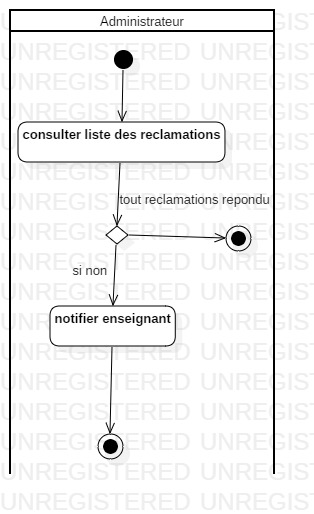 Administrateur
consulter liste des reclamations
tout reclamations repondu
si non
notifier enseignant
UNREGISTERED